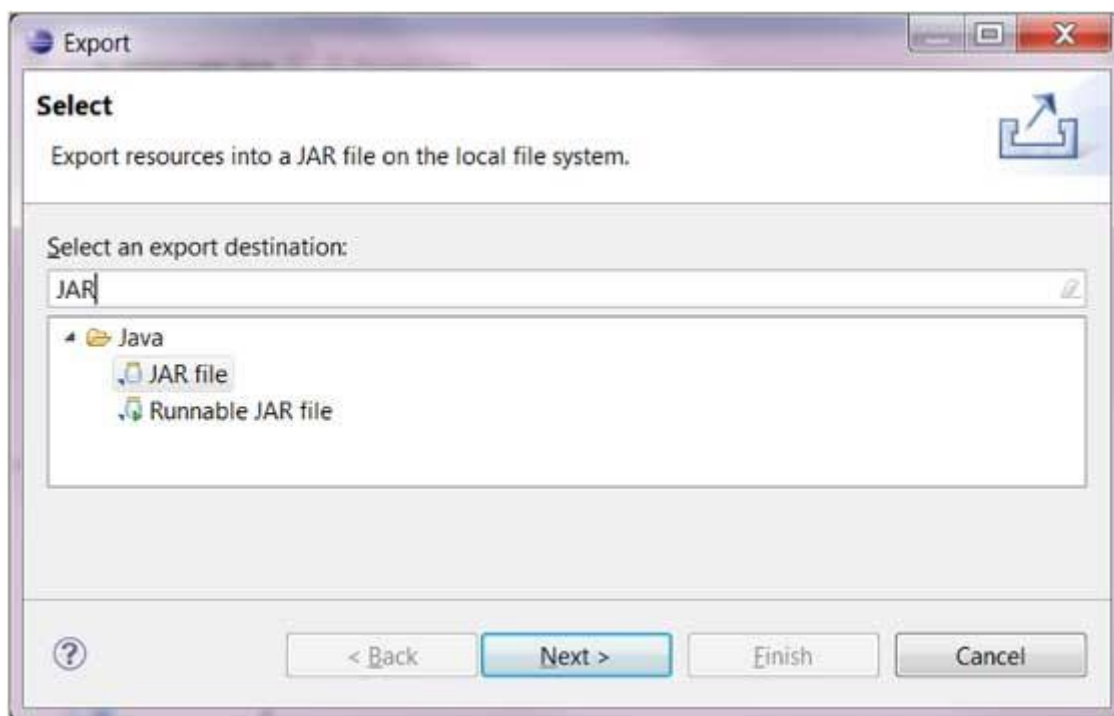 Export
Select
Export resources into a JAR file on the local file system.
Select an export destination:
JAR
Java
JAR file
Runnable JAR file
?
< Back
Next >
Finish
Cancel